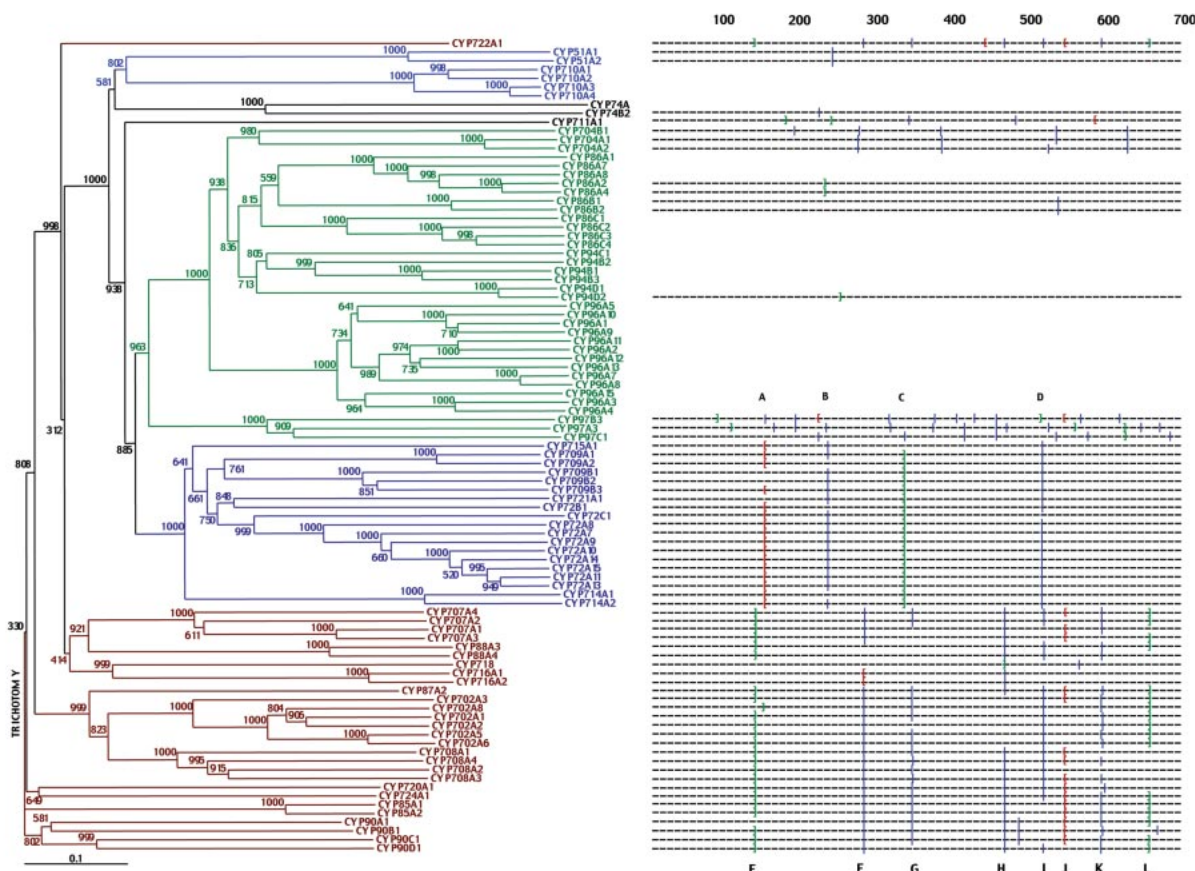 100 200 300 400 500 600 700
CYP722A1
1000 CYP51A1
CYP51A2
802
998 CYP710A1
581 CYP710A2
1000 CYP710A3
1000 CYP710A4
1000 CYP74A
CYP74B2
CYP711A1
980 CYP704B1
1000 CYP704A1
CYP704A2
1000 CYP86A1
1000 CYP86A7
998 CYP86A8
1000 559 1000 CYP86A2
938 CYP86A4
1000 CYP86B1
815 CYP86B2
1000 CYP86C1
998 1000 CYP86C2
998 CYP86C3
836 CYP86C4
805 CYP94C1
999 CYP94B2
1000 1000 CYP94B1
CYP94B3
713 1000 CYP94D1
938 CYP94D2
641 CYP96A5
1000 CYP96A10
CYP96A1
734 710 CYP96A9
974 CYP96A11
963 1000 CYP96A2
CYP96A12
1000 735 CYP96A13
989 CYP96A7
1000 CYP96A8
CYP96A15
A B C D
1000 CYP96A3
964 CYP96A4
1000 CYP97B3
312 909 CYP97A3
CYP97C1
885 641 CYP715A1
1000 CYP709A1
CYP709A2
808 761 1000 CYP709B1
CYP709B2
851 CYP709B3
661 848 CYP721A1
CYP72B1
750 CYP72C1
1000 999 1000 CYP72A8
1000 CYP72A7
CYP72A9
660 1000 CYP72A10
CYP72A14
995 CYP72A15
520 CYP72A11
949 CYP72A13
1000 CYP714A1
CYP714A2
1000 CYP707A4
330 CYP707A2
921 611 1000 CYP707A1
CYP707A3
1000 CYP88A3
414 CYP88A4
999 CYP718
1000 CYP716A1
CYP716A2
CYP87A2
TRICHOTOMY
999 1000 CYP702A3
804 CYP702A8
905 CYP702A1
823 1000 CYP702A2
1000 CYP702A5
CYP702A6
1000 CYP708A1
995 CYP708A4
915 CYP708A2
CYP708A3
CYP720A1
649 CYP724A1
1000 CYP85A1
CYP85A2
581 CYP90A1
CYP90B1
802 999 CYP90C1
CYP90D1
0.1
E F G H I J K L